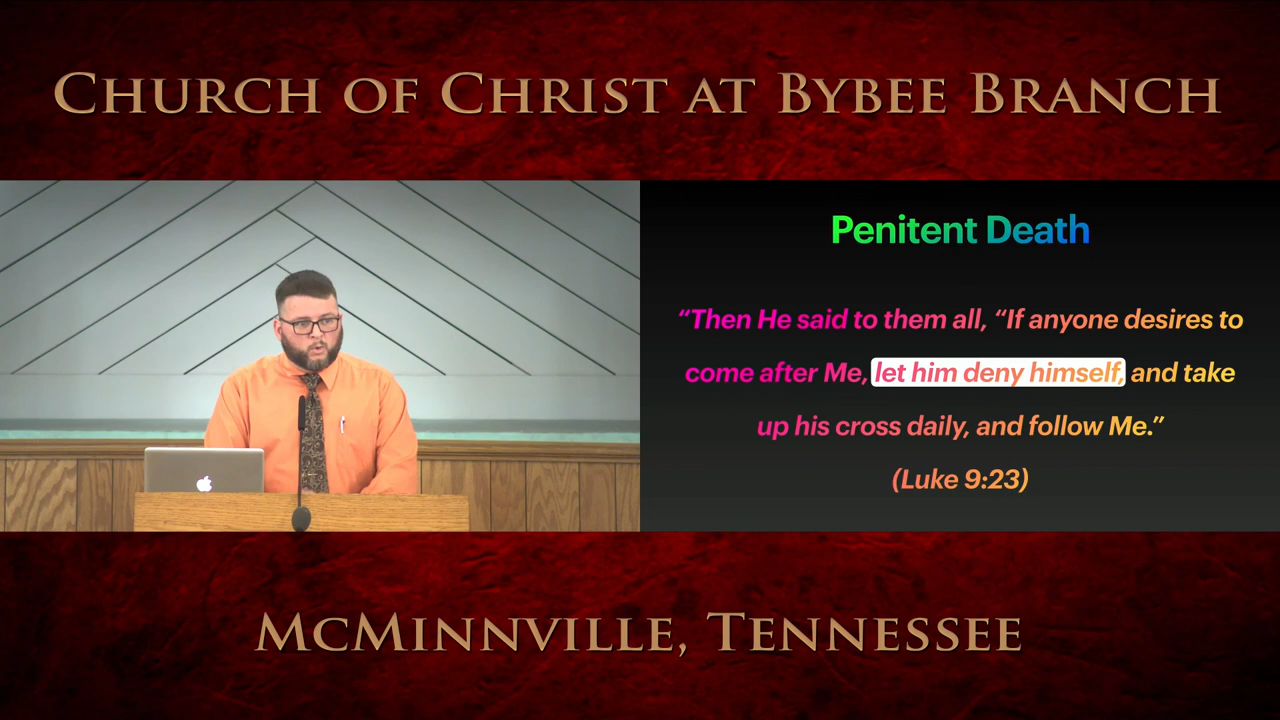 Church of Christ at Bybee Branch
Penitent Death
“Then He said to them all, “If anyone desires to
come after Me, let him deny himself, and take
up his cross daily, and follow Me.”
(Luke 9:23)
McMinnville, Tennessee